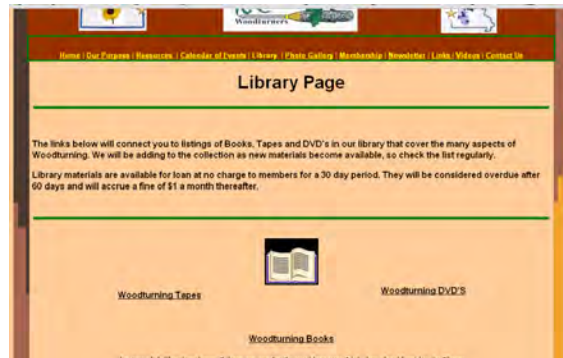 Woodturners
Home | Our Purpose | Resources | Calendar of Events | Library | Photo Gallery | Membership | Newsletter | Links | Videos | Contact Us
Library Page
The links below will connect you to listings of Books, Tapes and DVD's in our library that cover the many aspects of
Woodturning. We will be adding to the collection as new materials become available, so check the list regularly.
Library materials are available for loan at no charge to members for a 30 day period. They will be considered overdue after
60 days and will accrue a fine of $1 a month thereafter.
Woodturning Tapes
Woodturning DVD'S
Woodturning Books